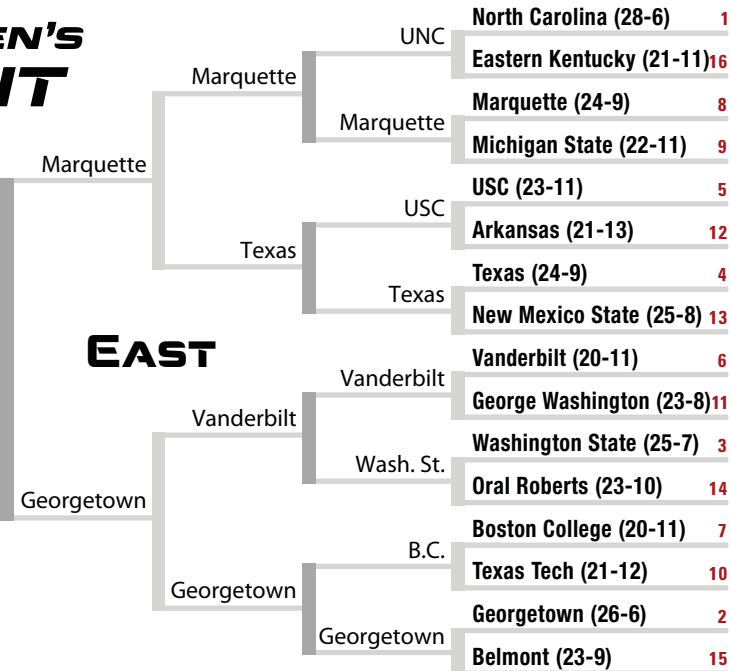 EN'S
NT
East
North Carolina (28-6) 1
Eastern Kentucky (21-11) 16
Marquette (24-9) 8
Michigan State (22-11) 9
USC (23-11) 5
Arkansas (21-13) 12
Texas (24-9) 4
New Mexico State (25-8) 13
Vanderbilt (20-11) 6
George Washington (23-8) 11
Washington State (25-7) 3
Oral Roberts (23-10) 14
Boston College (20-11) 7
Texas Tech (21-12) 10
Georgetown (26-6) 2
Belmont (23-9) 15
UNC
Marquette
USC
Texas
Vanderbilt
Wash. St.
B.C.
Georgetown
Marquette
Texas
Vanderbilt
Georgetown
Marquette
Georgetown